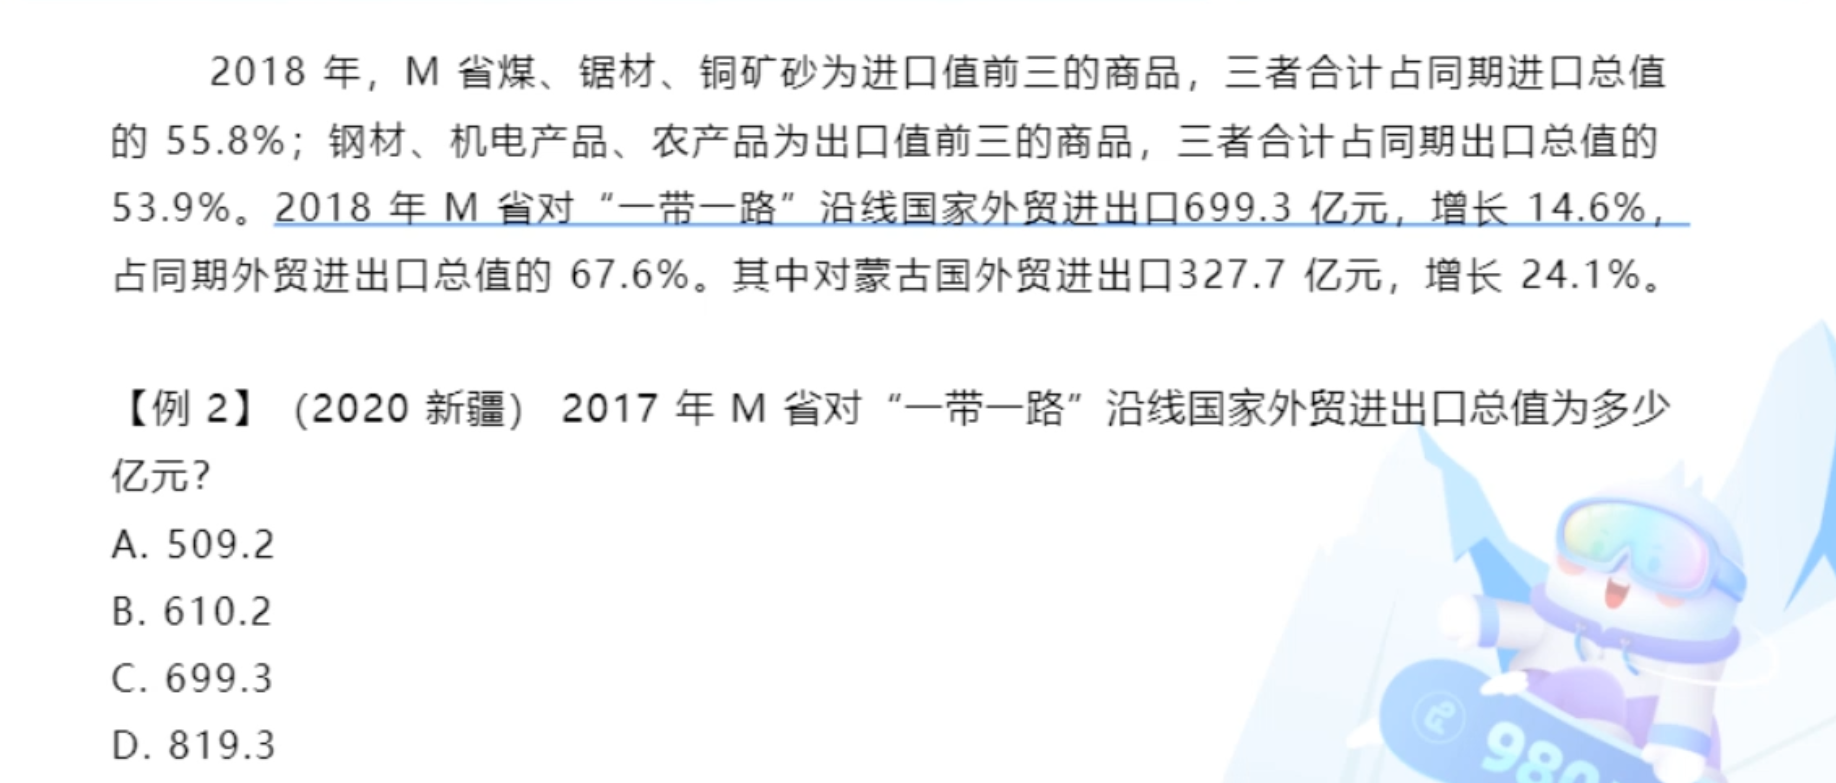 2018 年，M 省煤、锯材、铜矿砂为进口值前三的商品，三者合计占同期进口总值
的 55.8%；钢材、机电产品、农产品为出口值前三的商品，三者合计占同期出口总值的
53.9%。2018 年 M 省对“一带一路”沿线国家外贸进出口699.3 亿元，增长 14.6%，
占同期外贸进出口总值的 67.6%。其中对蒙古国外贸进出口327.7 亿元，增长 24.1%。
【例 2】（2020 新疆） 2017 年 M 省对“一带一路”沿线国家外贸进出口总值为多少
亿元？
A. 509.2
B. 610.2
C. 699.3
D. 819.3
980